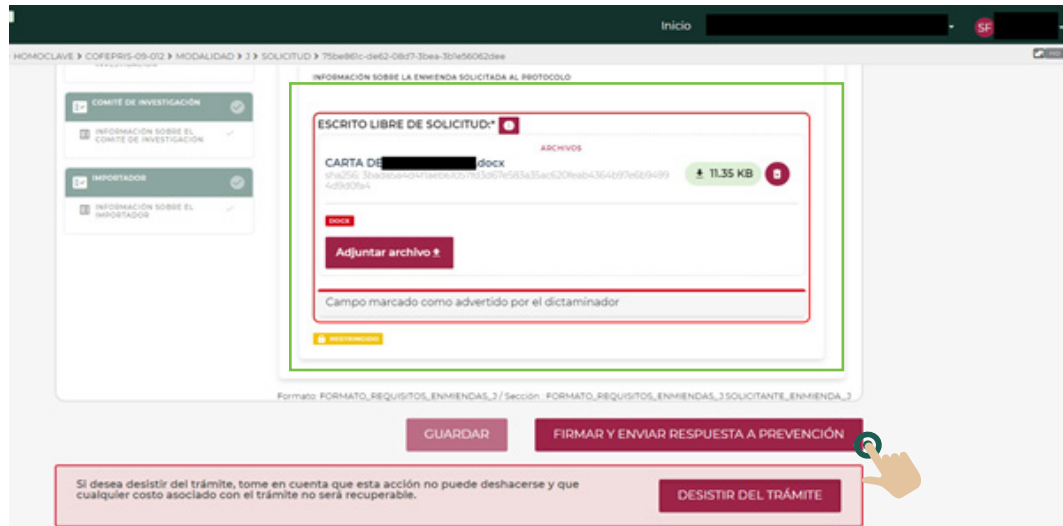 Inicio
SF
HOMOCLAVE > COFEPRIS-09-012 > MODALIDAD > J > SOLICITUD > 75be861c-de62-08d7-3bea-3b1e56062dee
INFORMACIÓN SOBRE LA ENMIENDA SOLICITADA AL PROTOCOLO
COMITÉ DE INVESTIGACIÓN
INFORMACIÓN SOBRE EL
COMITÉ DE INVESTIGACIÓN
IMPORTADOR
INFORMACIÓN SOBRE EL
IMPORTADOR
ESCRITO LIBRE DE SOLICITUD:*
ARCHIVOS
CARTA DE .docx
sha256:
11.35 KB
DOCX
Adjuntar archivo
Campo marcado como advertido por el dictaminador
RESTRINGIDO
Formato: FORMATO_REQUISITOS_ENMIENDAS_J / Sección : FORMATO_REQUISITOS_ENMIENDAS_J.SOLICITANTE_ENMIENDA_J
GUARDAR
FIRMAR Y ENVIAR RESPUESTA A PREVENCIÓN
Si desea desistir del trámite, tome en cuenta que esta acción no puede deshacerse y que
cualquier costo asociado con el trámite no será recuperable.
DESISTIR DEL TRÁMITE